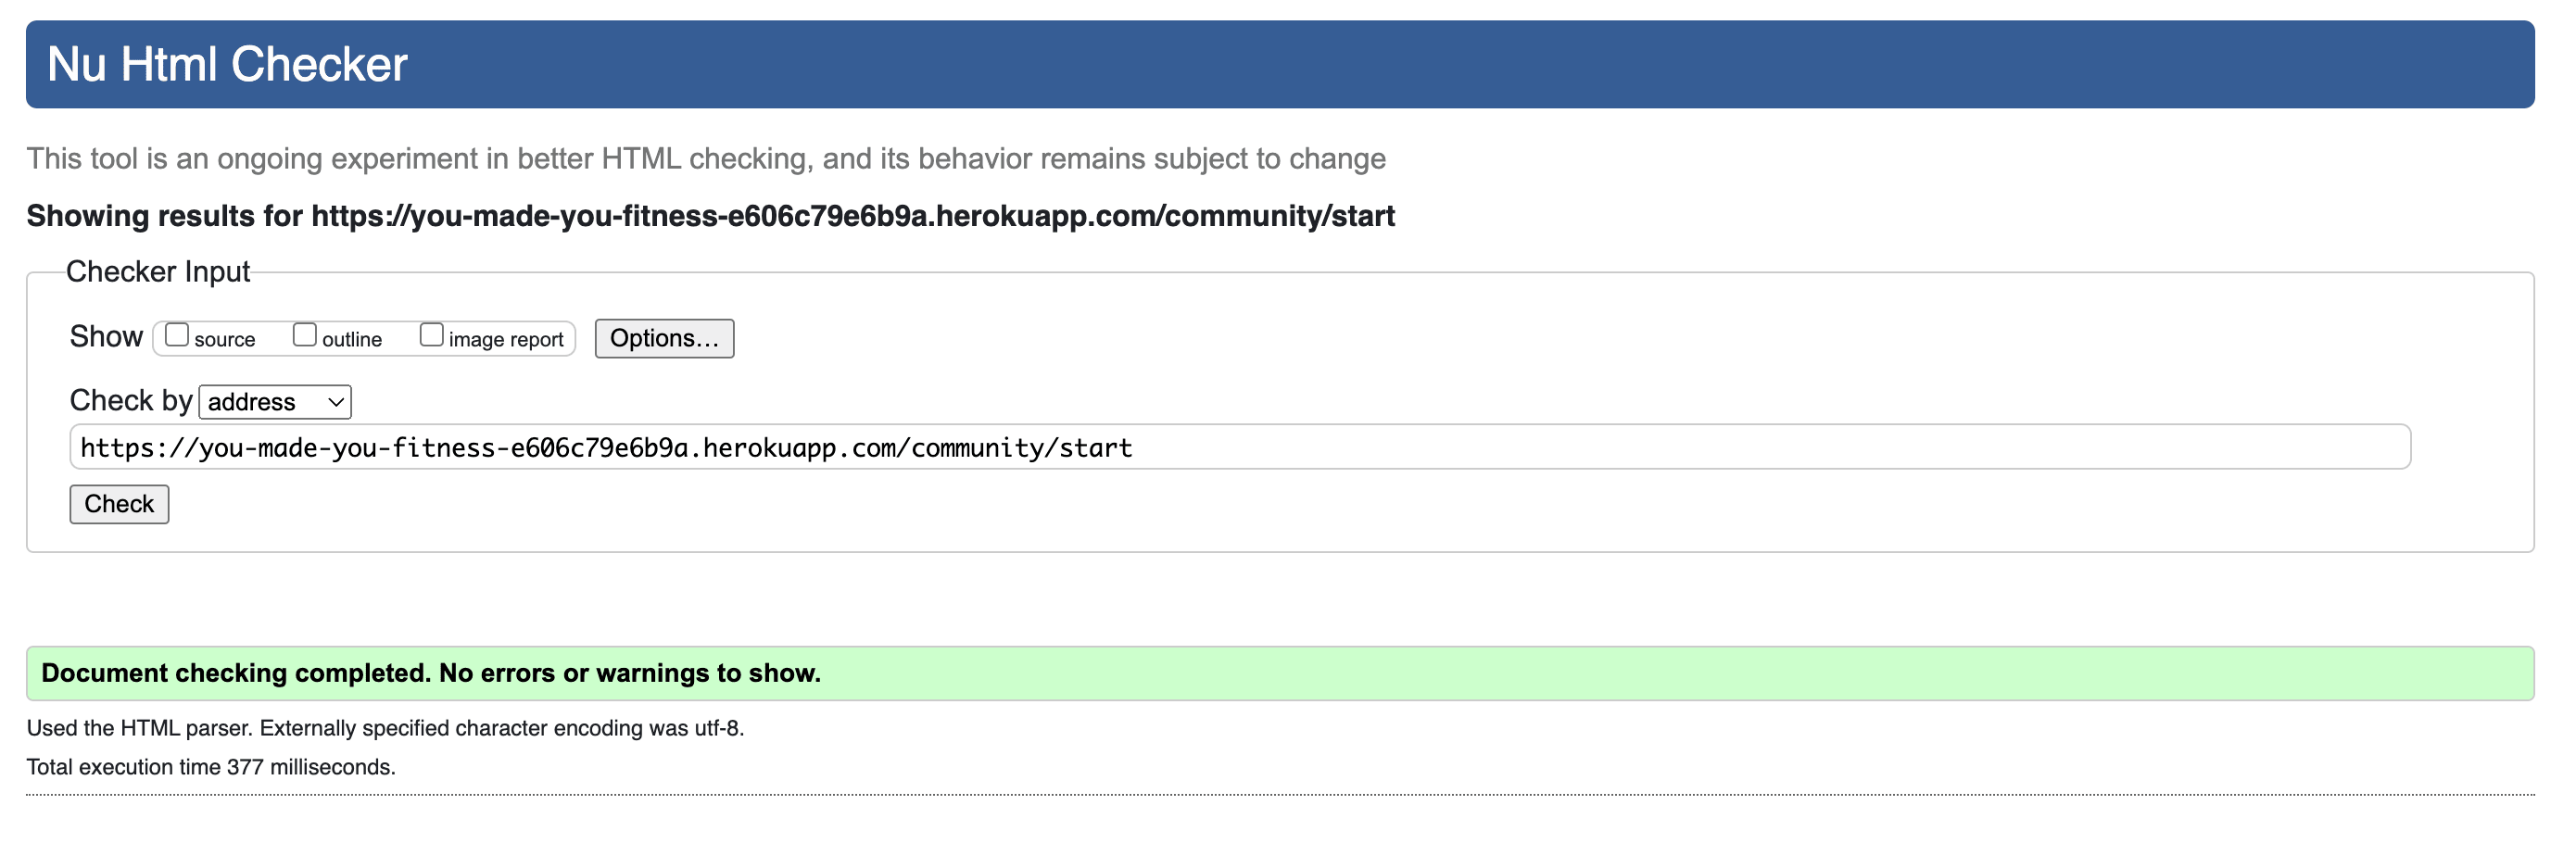 Nu Html Checker
This tool is an ongoing experiment in better HTML checking, and its behavior remains subject to change
Showing results for https://you-made-you-fitness-e606c79e6b9a.herokuapp.com/community/start
Checker Input
Show source outline image report Options...
Check by address
https://you-made-you-fitness-e606c79e6b9a.herokuapp.com/community/start
Check
Document checking completed. No errors or warnings to show.
Used the HTML parser. Externally specified character encoding was utf-8.
Total execution time 377 milliseconds.